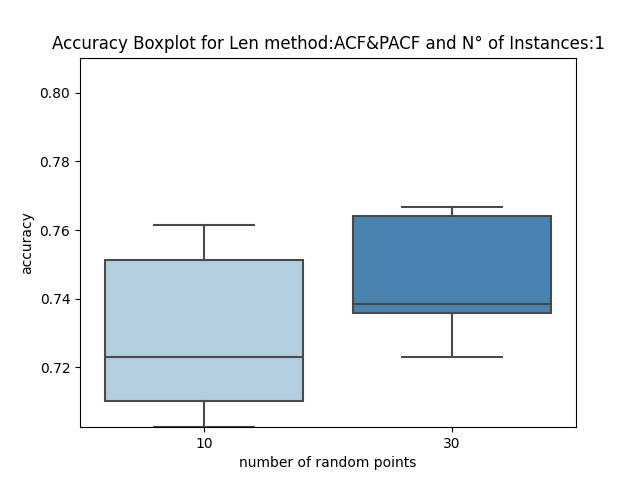 Accuracy Boxplot for Len method:ACF&PACF and N° of Instances:1
0.80
0.78
0.76
0.74
0.72
accuracy
10 30
number of random points